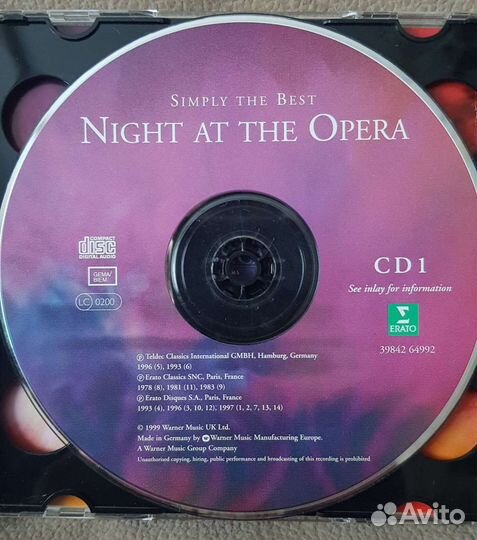 SIMPLY THE BEST
NIGHT AT THE OPERA
COMPACT
disc
DIGITAL AUDIO
GEMA/
BIEM
LC 0200
CD 1
See inlay for information
ERATO
39842 64992
Ⓟ Teldec Classics International GMBH, Hamburg, Germany
1996 (5), 1993 (6)
Ⓟ Erato Classics SNC, Paris, France
1978 (8), 1981 (11), 1983 (9)
Ⓟ Erato Disques S.A., Paris, France
1993 (4), 1996 (3, 10, 12), 1997 (1, 2, 7, 13, 14)
© 1999 Warner Music UK Ltd.
Made in Germany by Warner Music Manufacturing Europe.
A Warner Music Group Company
Unauthorised copying, hiring, public performance and broadcasting of this recording is prohibited.
Avito